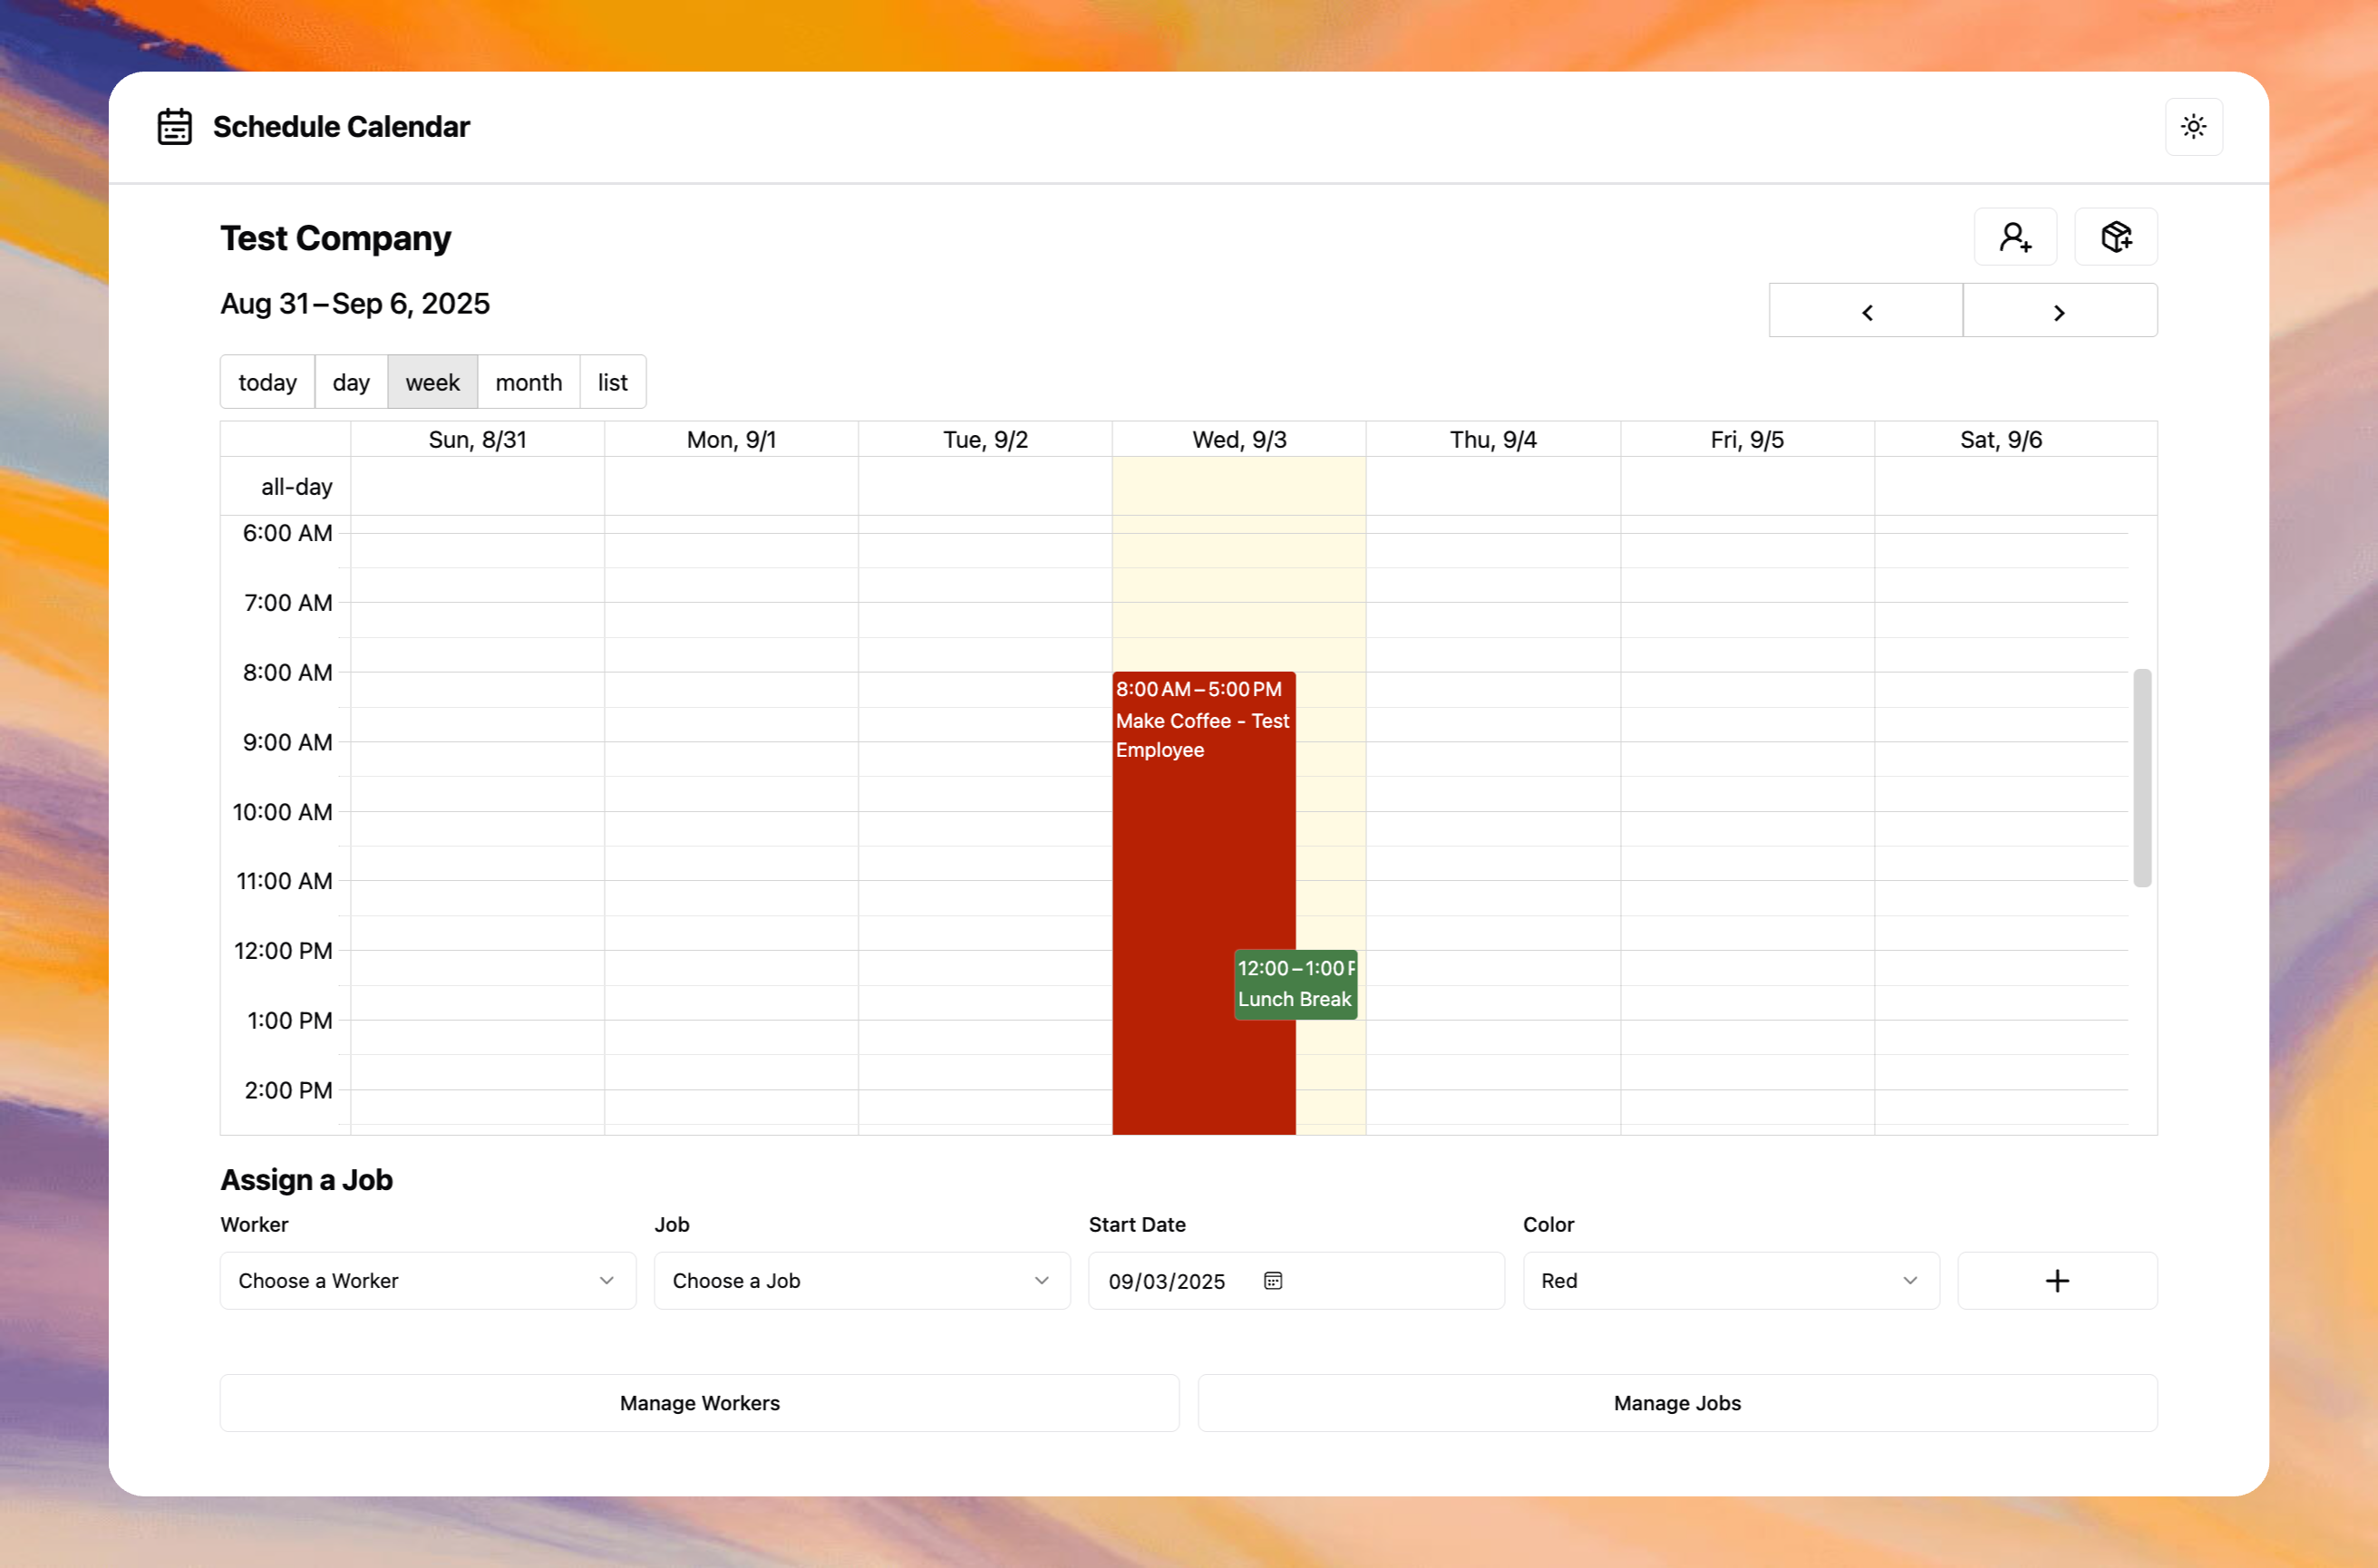 Schedule Calendar
Test Company
Aug 31 – Sep 6, 2025
today day week month list
Sun, 8/31 Mon, 9/1 Tue, 9/2 Wed, 9/3 Thu, 9/4 Fri, 9/5 Sat, 9/6
all-day
6:00 AM
7:00 AM
8:00 AM
8:00 AM – 5:00 PM
Make Coffee - Test
Employee
9:00 AM
10:00 AM
11:00 AM
12:00 PM
12:00 – 1:00 P
Lunch Break
1:00 PM
2:00 PM
Assign a Job
Worker Job Start Date Color
Choose a Worker Choose a Job 09/03/2025 Red
Manage Workers Manage Jobs